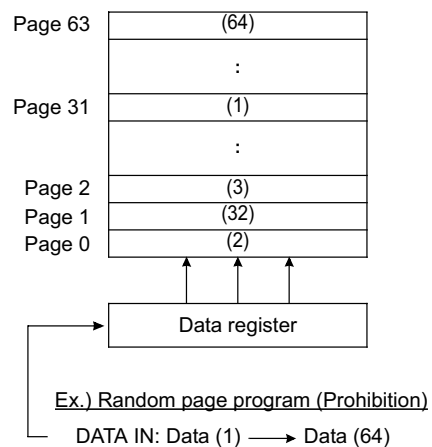 Page 63 (64)
:
Page 31 (1)
:
Page 2 (3)
Page 1 (32)
Page 0 (2)
Data register
Ex.) Random page program (Prohibition)
DATA IN: Data (1) Data (64)